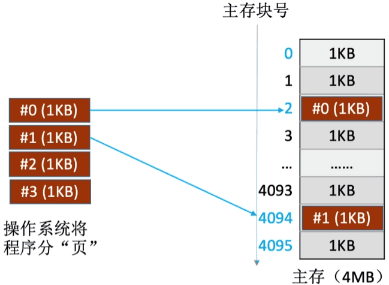 主存块号
0 1KB
1 1KB
#0 (1KB) 2 #0 (1KB)
#1 (1KB) 3 1KB
#2 (1KB) ... ......
#3 (1KB) 4093 1KB
操作系统将 4094 #1 (1KB)
程序分“页” 4095 1KB
主存（4MB）